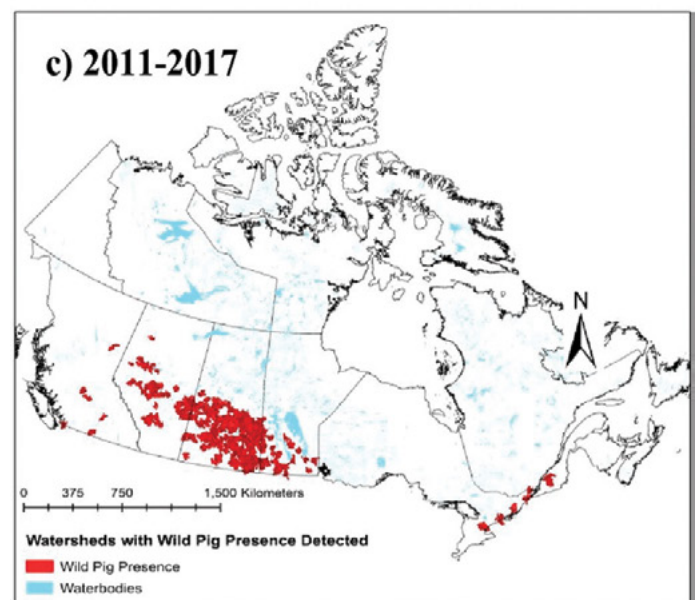 c) 2011-2017
N
0 375 750 1,500 Kilometers
Watersheds with Wild Pig Presence Detected
Wild Pig Presence
Waterbodies